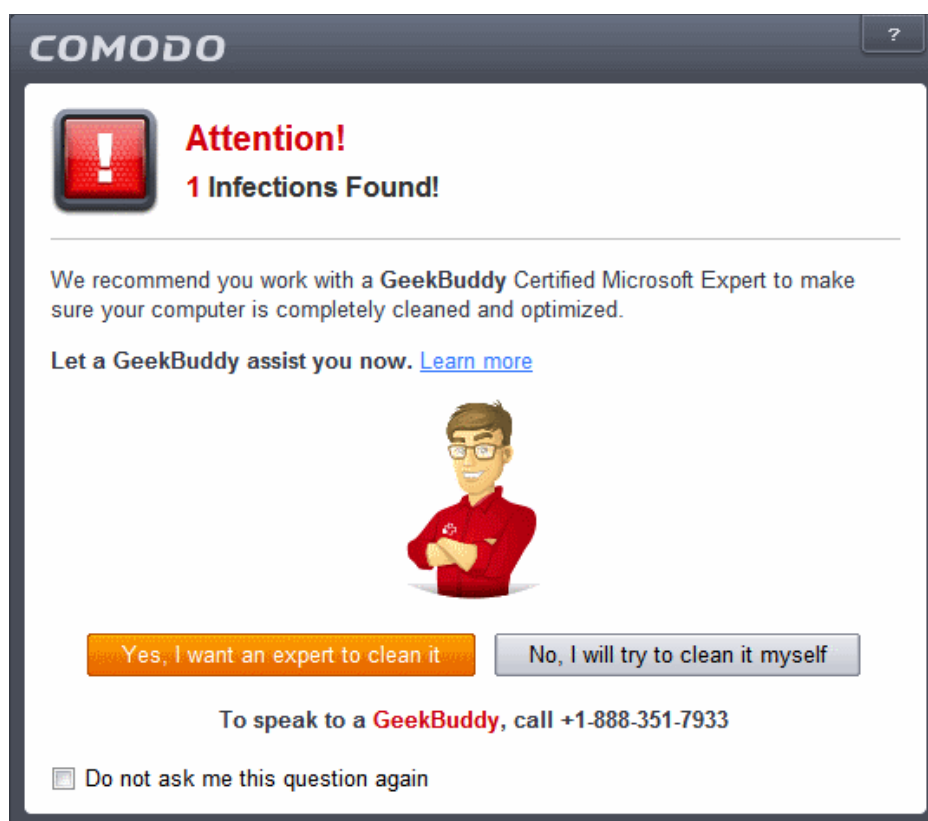 COMODO
?
Attention!
1 Infections Found!
We recommend you work with a GeekBuddy Certified Microsoft Expert to make
sure your computer is completely cleaned and optimized.
Let a GeekBuddy assist you now. Learn more
Yes, I want an expert to clean it
No, I will try to clean it myself
To speak to a GeekBuddy, call +1-888-351-7933
Do not ask me this question again